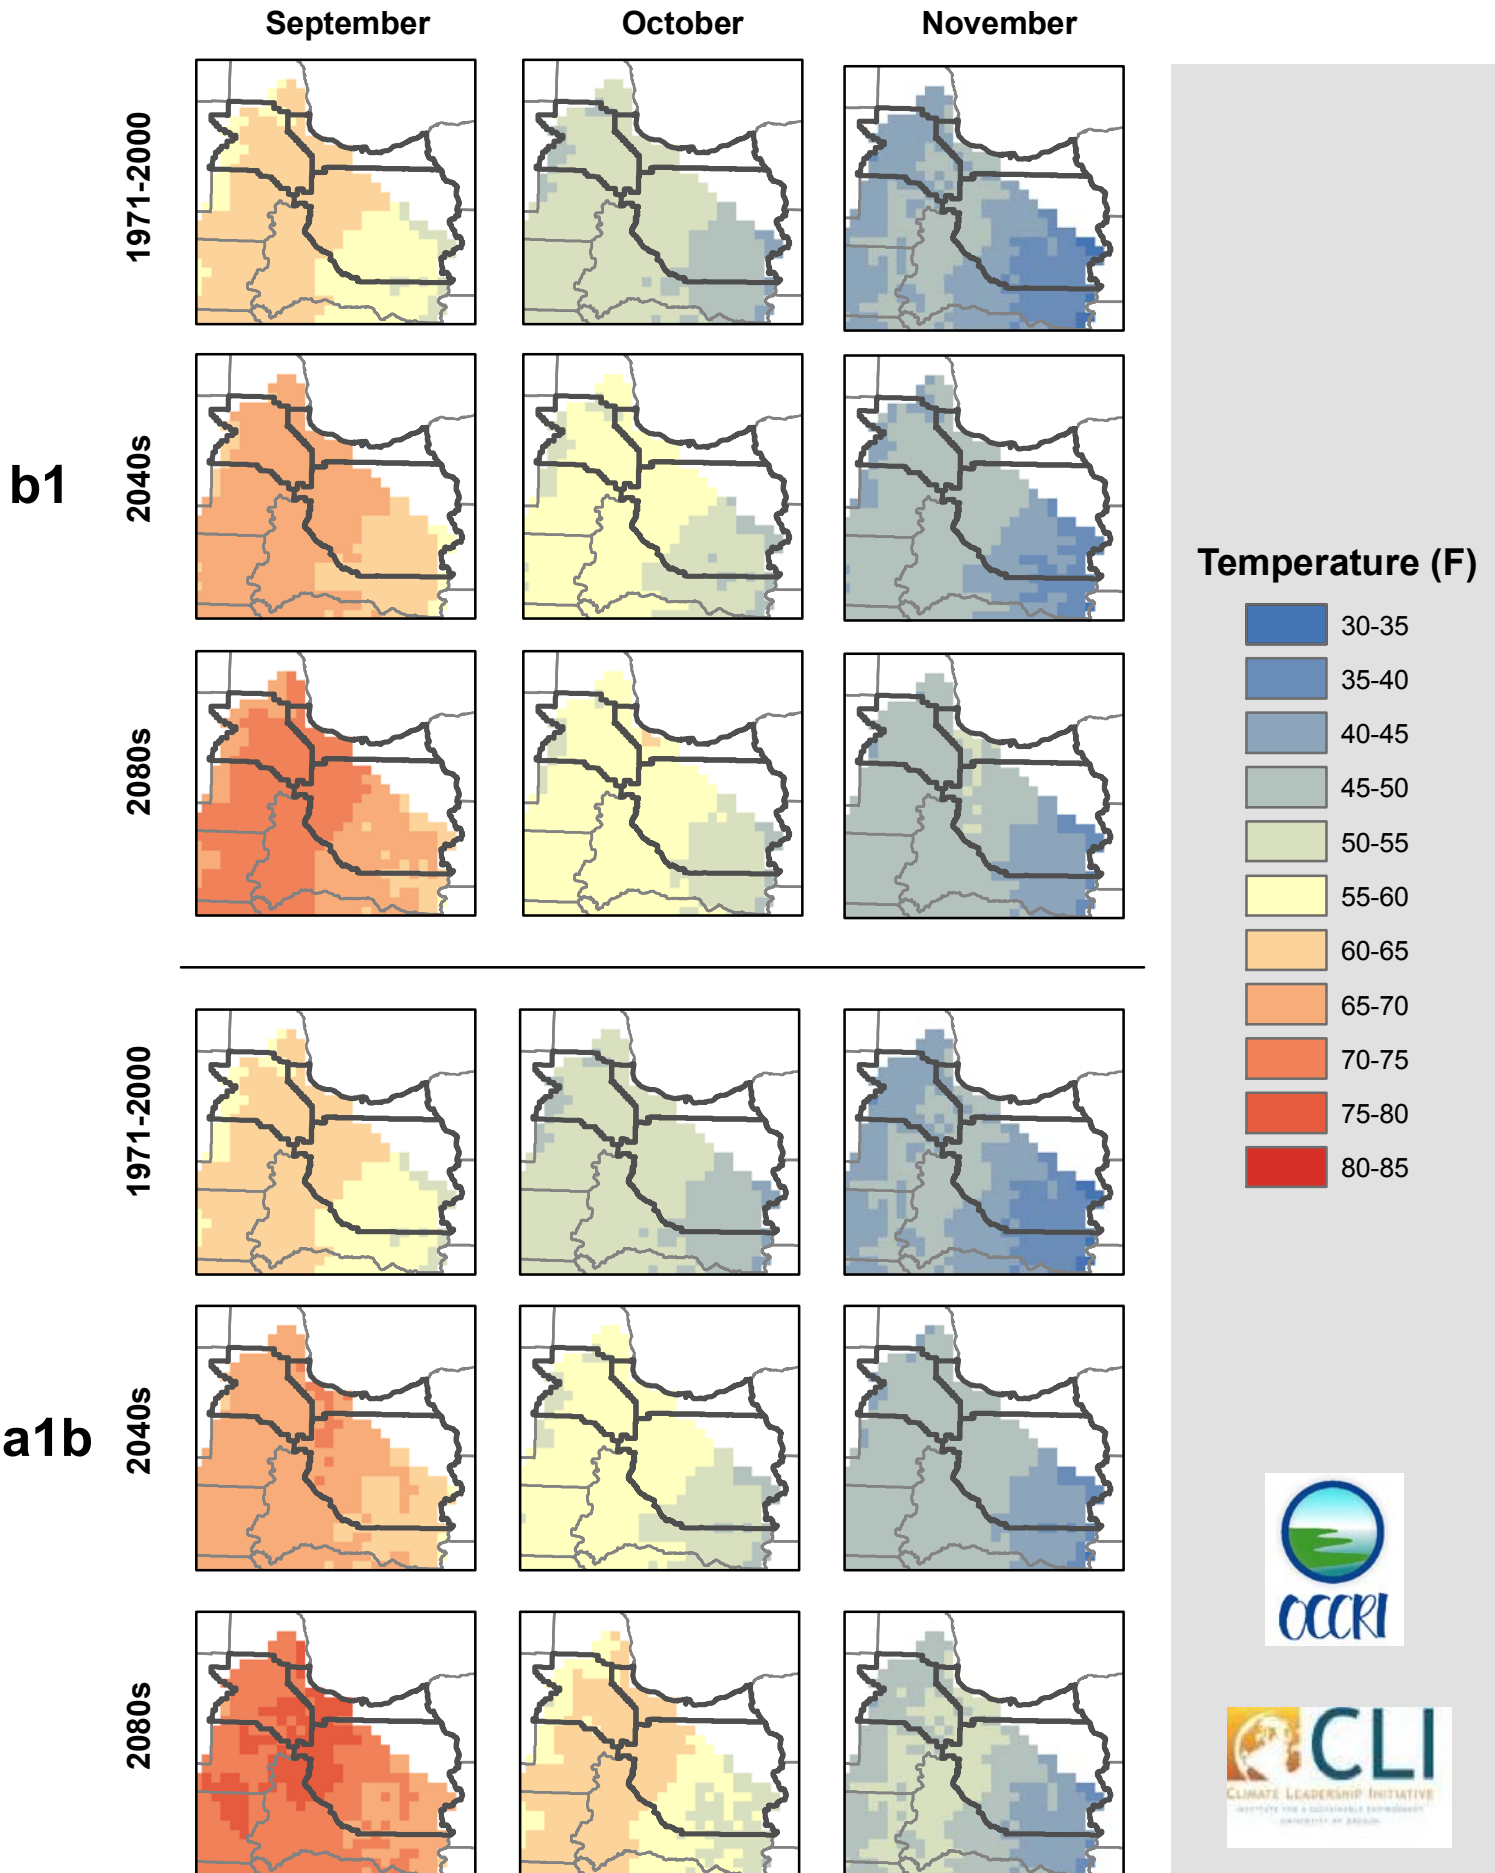 September October November
1971-2000
b1
2040s
2080s
1971-2000
a1b
2040s
2080s
Temperature (F)
30-35
35-40
40-45
45-50
50-55
55-60
60-65
65-70
70-75
75-80
80-85
OCCRI
CLI
CLIMATE LEADERSHIP INITIATIVE